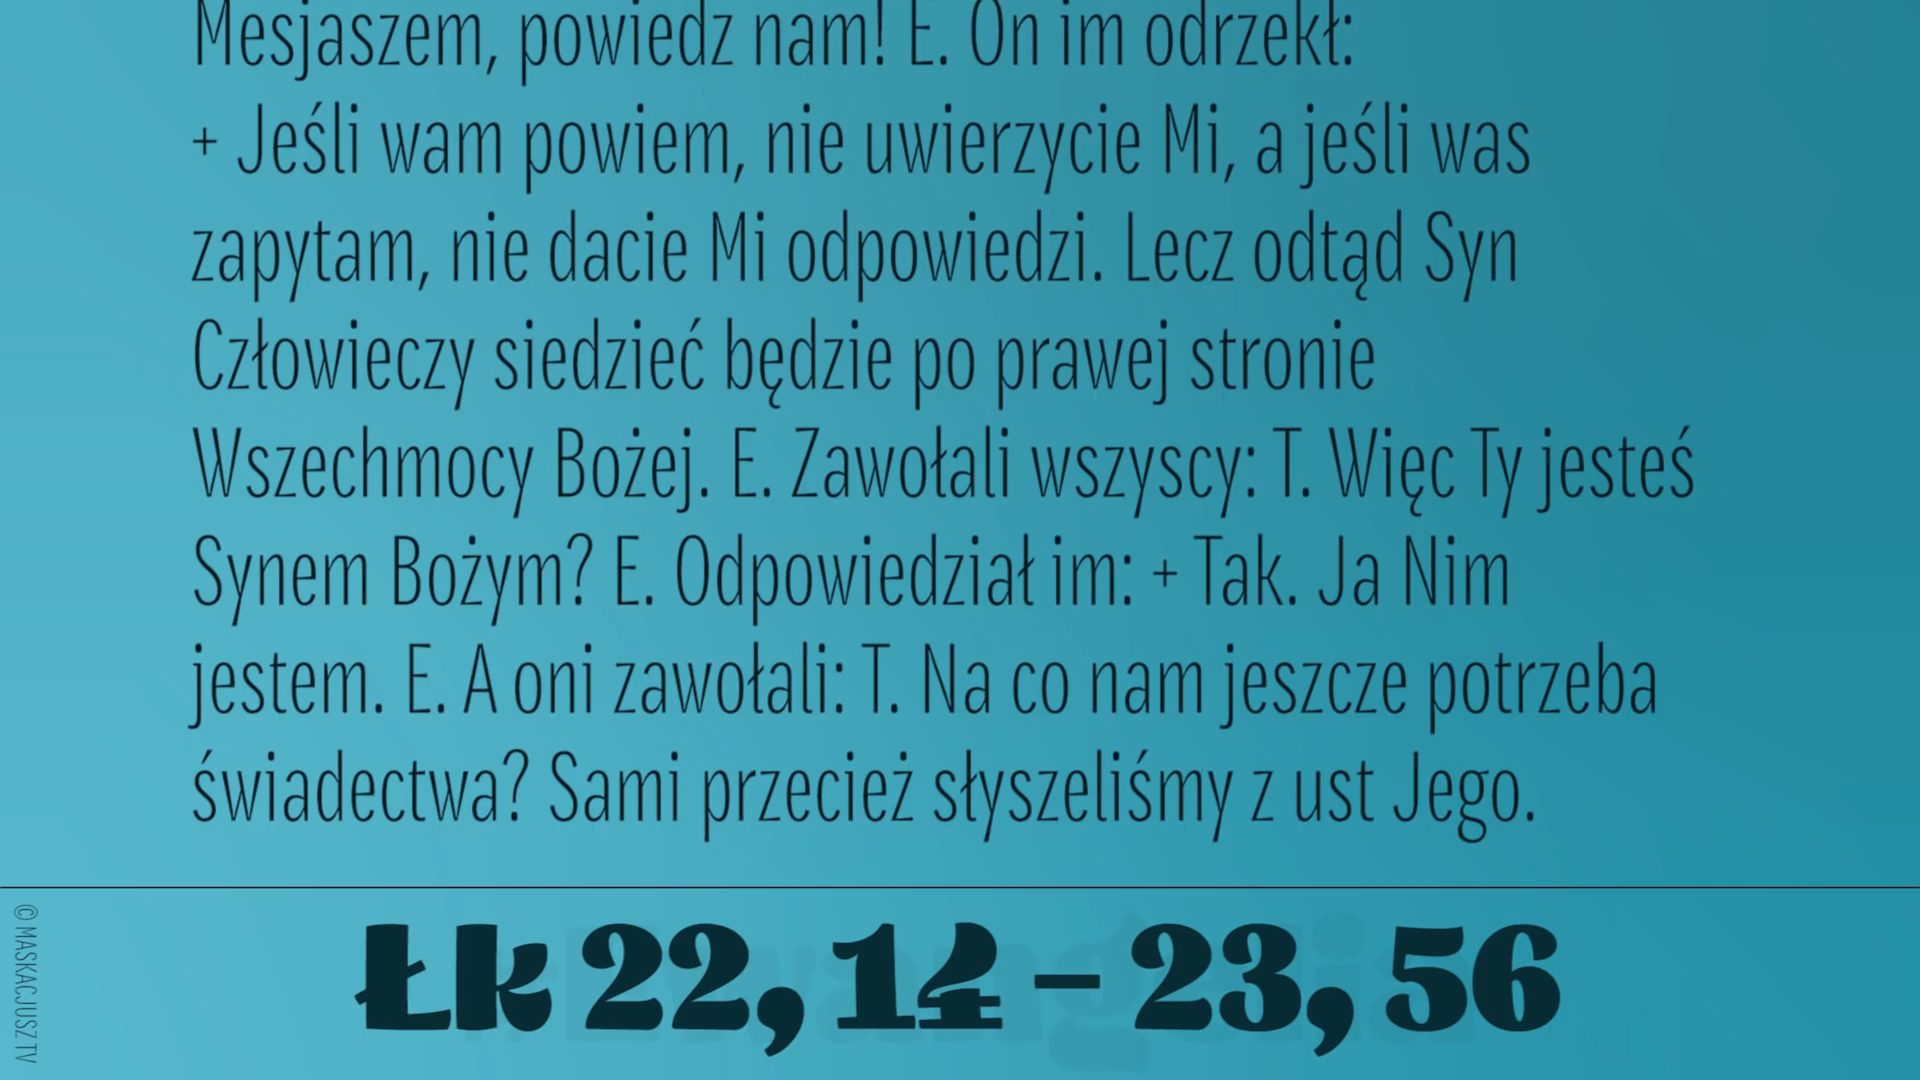 Mesjaszem, powiedz nam! E. On im odrzekł:
+ Jeśli wam powiem, nie uwierzycie Mi, a jeśli was
zapytam, nie dacie Mi odpowiedzi. Lecz odtąd Syn
Człowieczy siedzieć będzie po prawej stronie
Wszechmocy Bożej. E. Zawołali wszyscy: T. Więc Ty jesteś
Synem Bożym? E. Odpowiedział im: + Tak. Ja Nim
jestem. E. A oni zawołali: T. Na co nam jeszcze potrzeba
świadectwa? Sami przecież słyszeliśmy z ust Jego.
Łk 22, 14 – 23, 56
© MASKACJUSZ TV